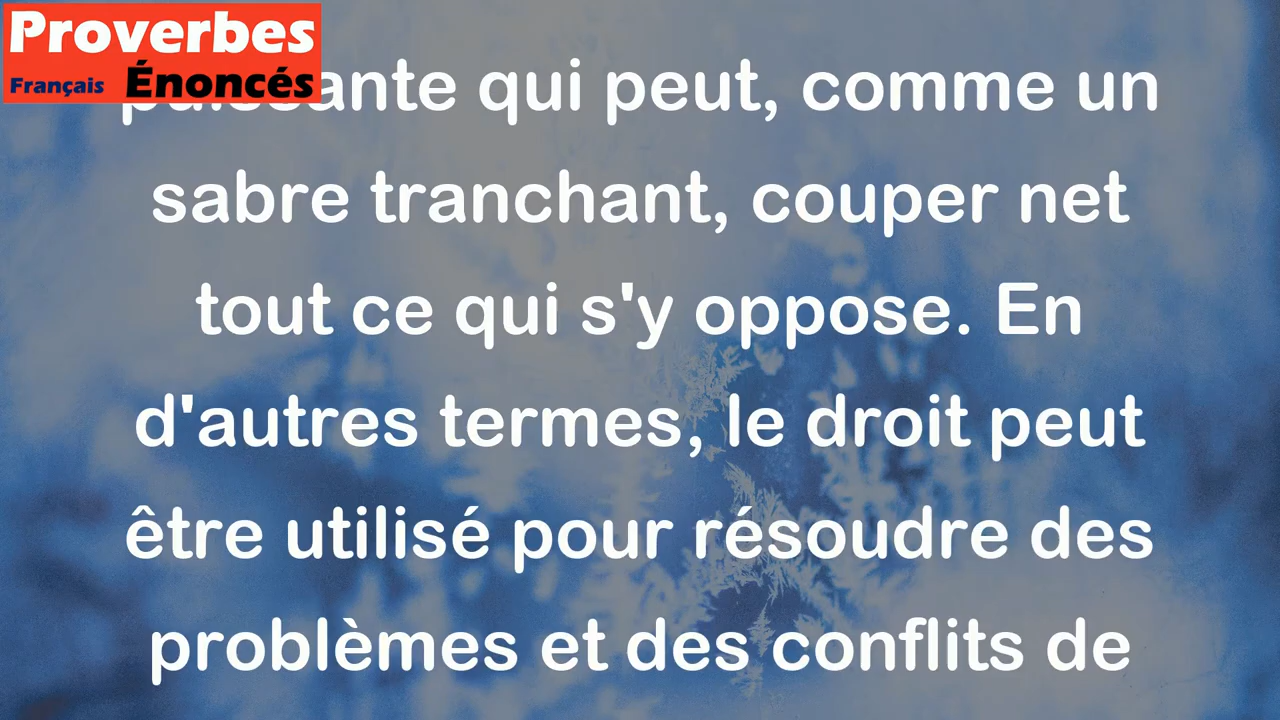 Proverbes
Français Énoncés
qui peut, comme un
sabre tranchant, couper net
tout ce qui s'y oppose. En
d'autres termes, le droit peut
être utilisé pour résoudre des
problèmes et des conflits de